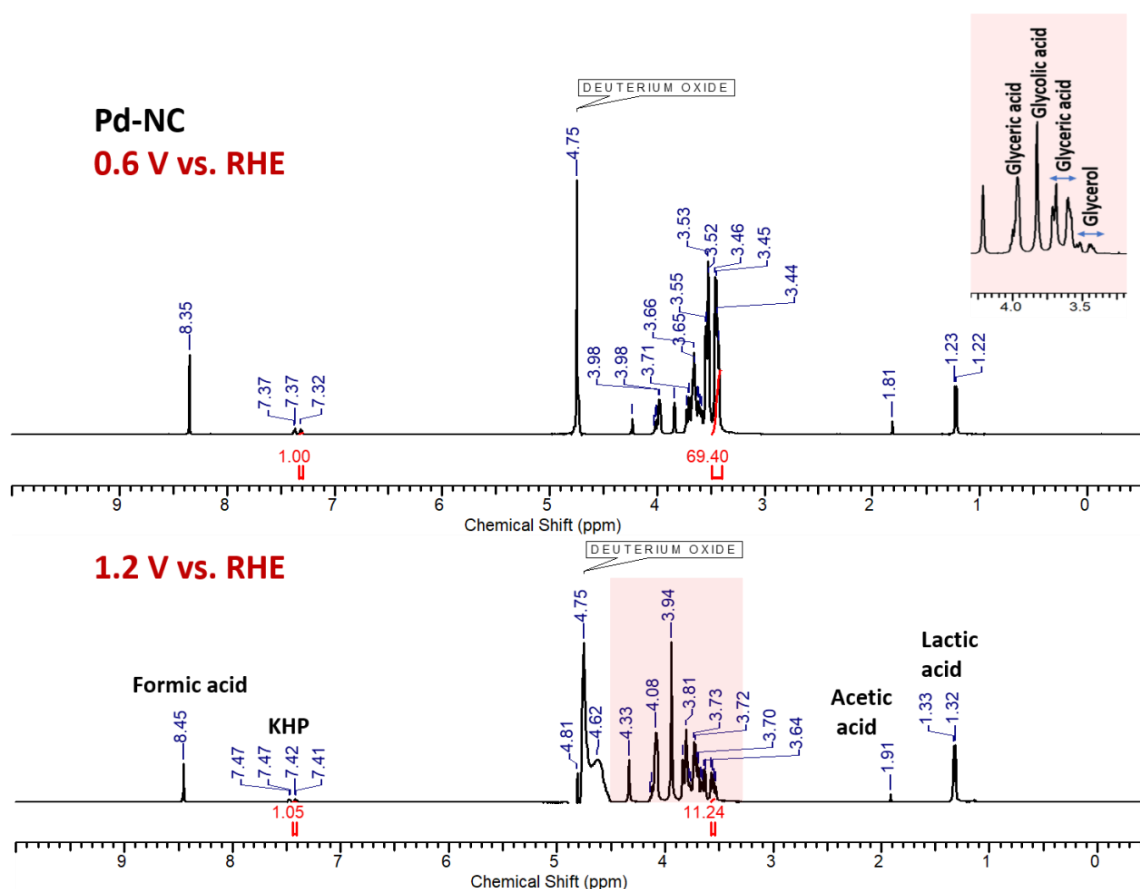 DEUTERIUM OXIDE
Pd-NC
0.6 V vs. RHE
4.75
8.35
7.37
7.37
7.32
3.98
3.98
3.71
3.66
3.65
3.55
3.53
3.52
3.46
3.45
3.44
1.81
1.23
1.22
Glyceric acid
Glycolic acid
Glyceric acid
Glycerol
4.0 3.5
1.00
69.40
9 8 7 6 5 4 3 2 1 0
Chemical Shift (ppm)
1.2 V vs. RHE
DEUTERIUM OXIDE
Formic acid
KHP
Acetic
acid
Lactic
acid
8.45
7.47
7.47
7.42
7.41
4.81
4.75
4.62
4.33
4.08
3.94
3.81
3.73
3.72
3.70
3.64
1.91
1.33
1.32
1.05
11.24
9 8 7 6 5 4 3 2 1 0
Chemical Shift (ppm)